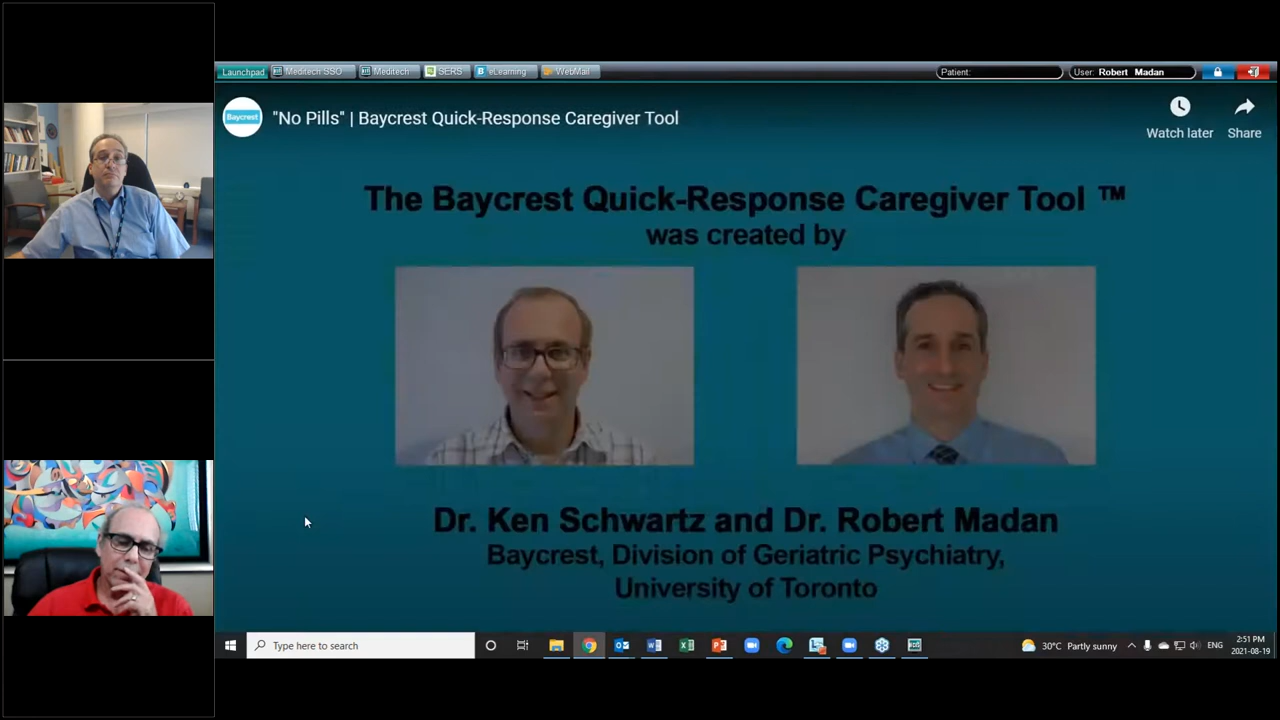 Launchpad Meditech SSO Meditech SERS eLearning WebMail Patient: User: Robert Madan
Baycrest "No Pills" | Baycrest Quick-Response Caregiver Tool
Watch later Share
The Baycrest Quick-Response Caregiver Tool ™
was created by
Dr. Ken Schwartz and Dr. Robert Madan
Baycrest, Division of Geriatric Psychiatry,
University of Toronto
Type here to search 30°C Partly sunny ENG 2:51 PM
2021-08-19